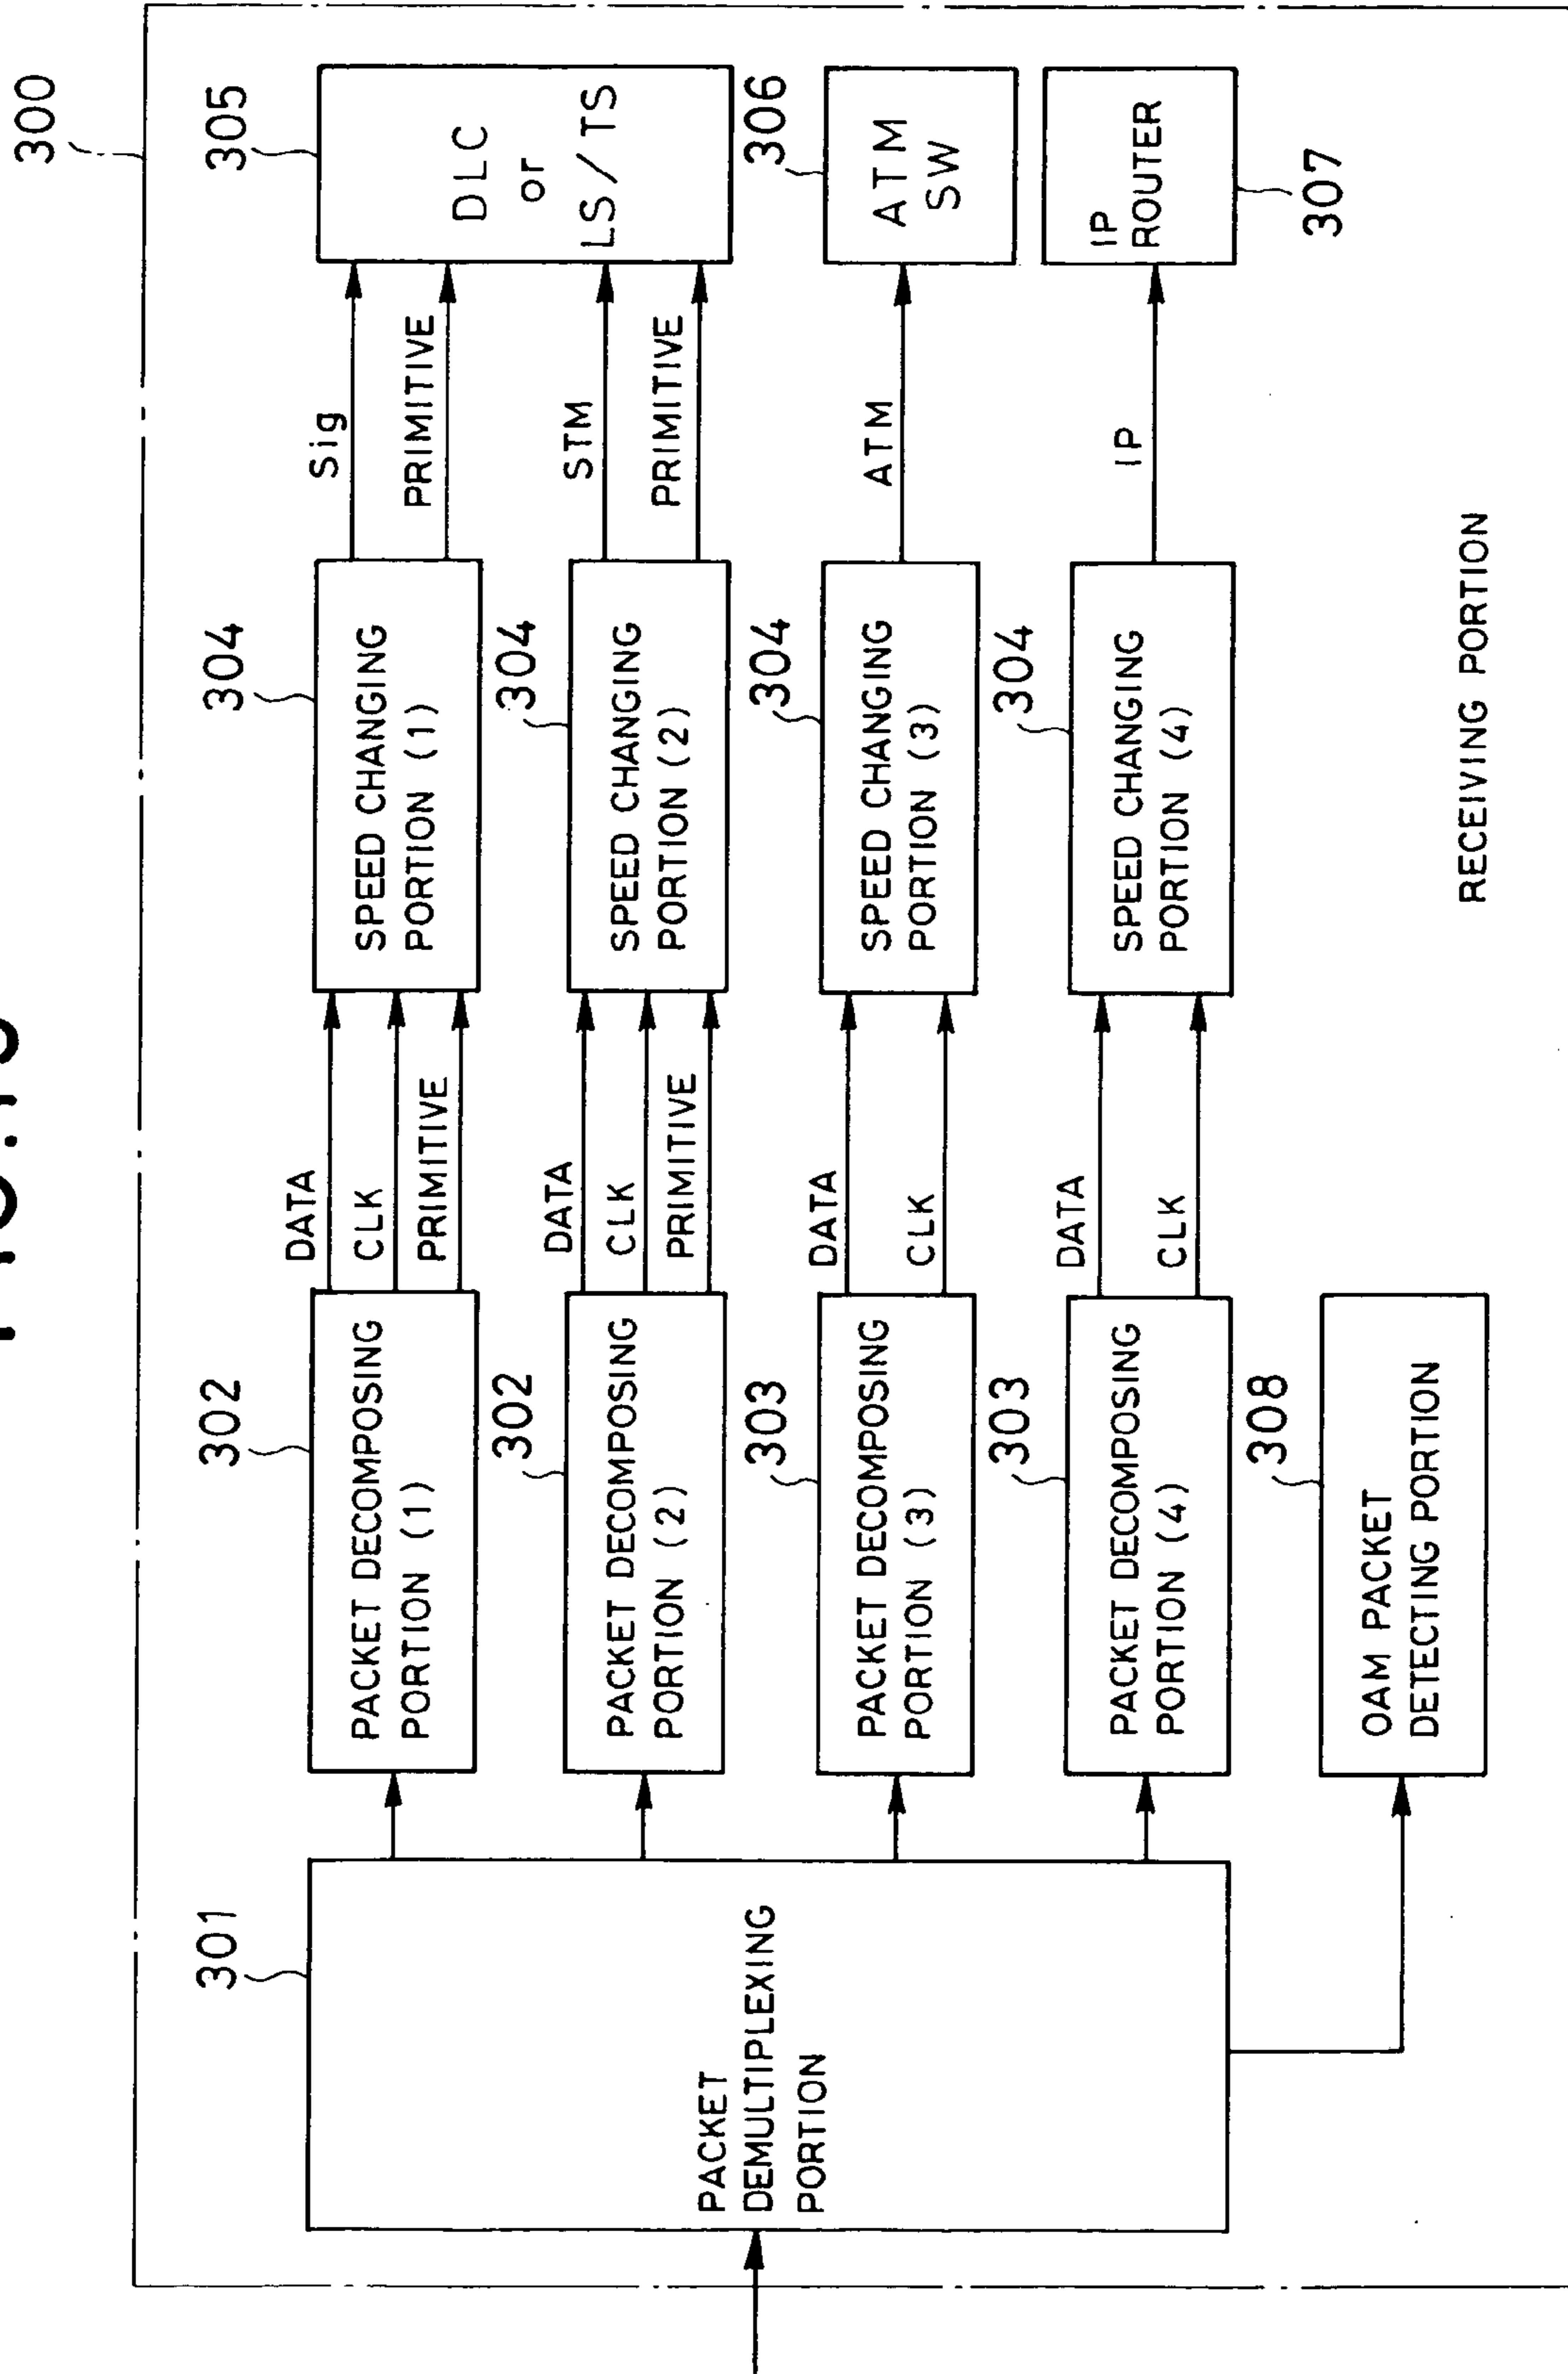 300
301
PACKET
DEMULTIPLEXING
PORTION
302
PACKET DECOMPOSING
PORTION (1)
DATA
CLK
PRIMITIVE
304
SPEED CHANGING
PORTION (1)
Sig
PRIMITIVE
305
DLC
or
LS/TS
302
PACKET DECOMPOSING
PORTION (2)
DATA
CLK
PRIMITIVE
304
SPEED CHANGING
PORTION (2)
STM
PRIMITIVE
303
PACKET DECOMPOSING
PORTION (3)
DATA
CLK
304
SPEED CHANGING
PORTION (3)
ATM
306
ATM
SW
303
PACKET DECOMPOSING
PORTION (4)
DATA
CLK
304
SPEED CHANGING
PORTION (4)
IP
IP
ROUTER
307
308
OAM PACKET
DETECTING PORTION
RECEIVING PORTION